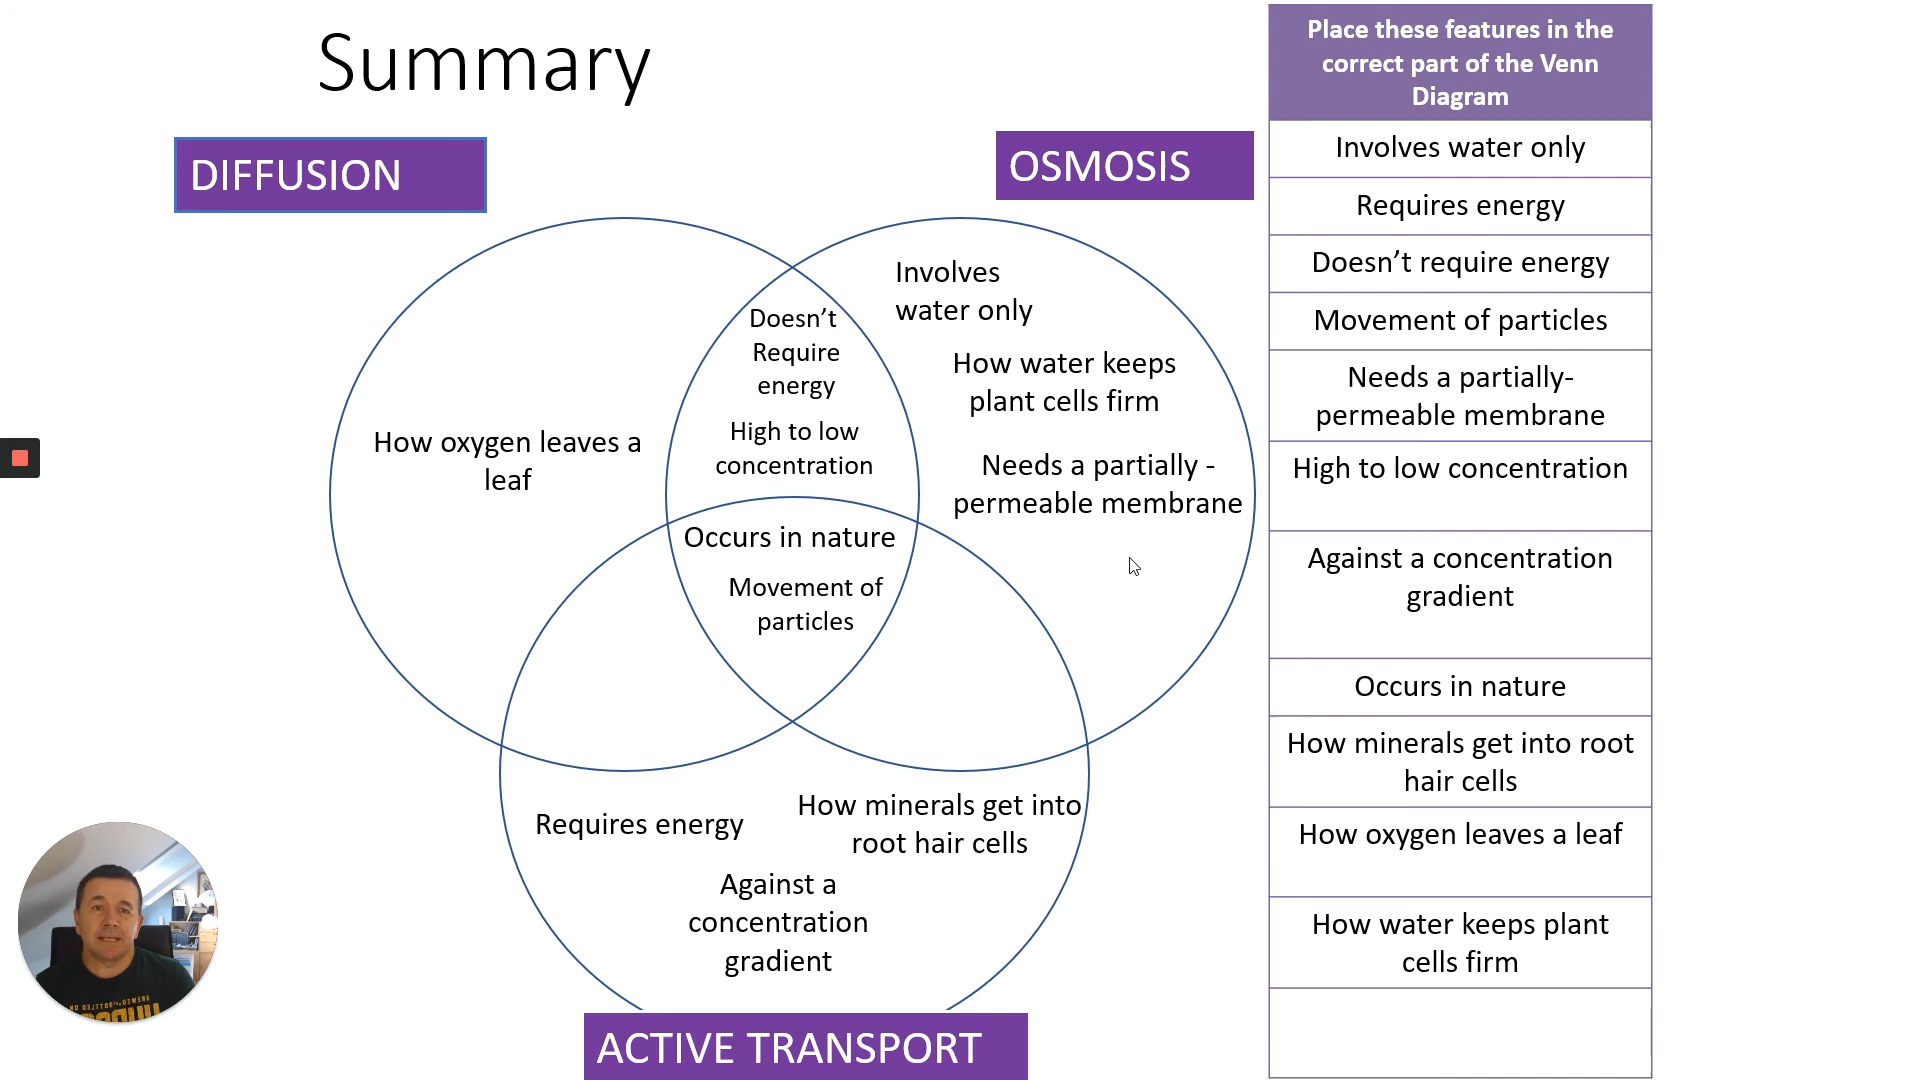 Summary
DIFFUSION
OSMOSIS
Involves
water only
Doesn’t
Require
energy
How water keeps
plant cells firm
High to low
concentration
How oxygen leaves a
leaf
Needs a partially -
permeable membrane
Occurs in nature
Movement of
particles
Requires energy
How minerals get into
root hair cells
Against a
concentration
gradient
ACTIVE TRANSPORT
Place these features in the
correct part of the Venn
Diagram
Involves water only
Requires energy
Doesn’t require energy
Movement of particles
Needs a partially-
permeable membrane
High to low concentration
Against a concentration
gradient
Occurs in nature
How minerals get into root
hair cells
How oxygen leaves a leaf
How water keeps plant
cells firm